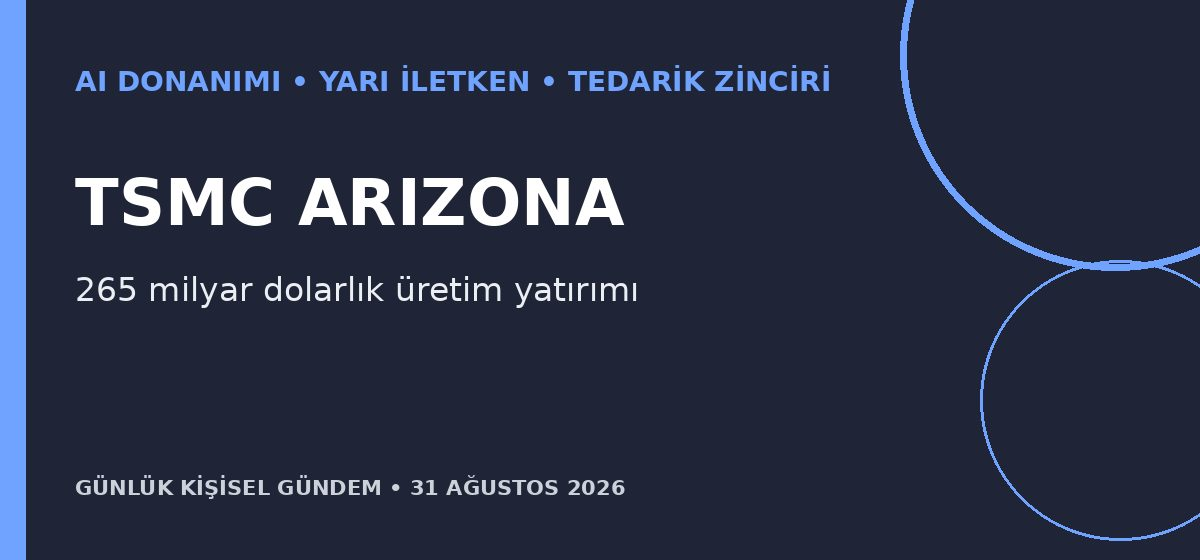 AI DONANIMI • YARI İLETKEN • TEDARİK ZİNCİRİ
TSMC ARIZONA
265 milyar dolarlık üretim yatırımı
GÜNLÜK KİŞİSEL GÜNDEM • 31 AĞUSTOS 2026